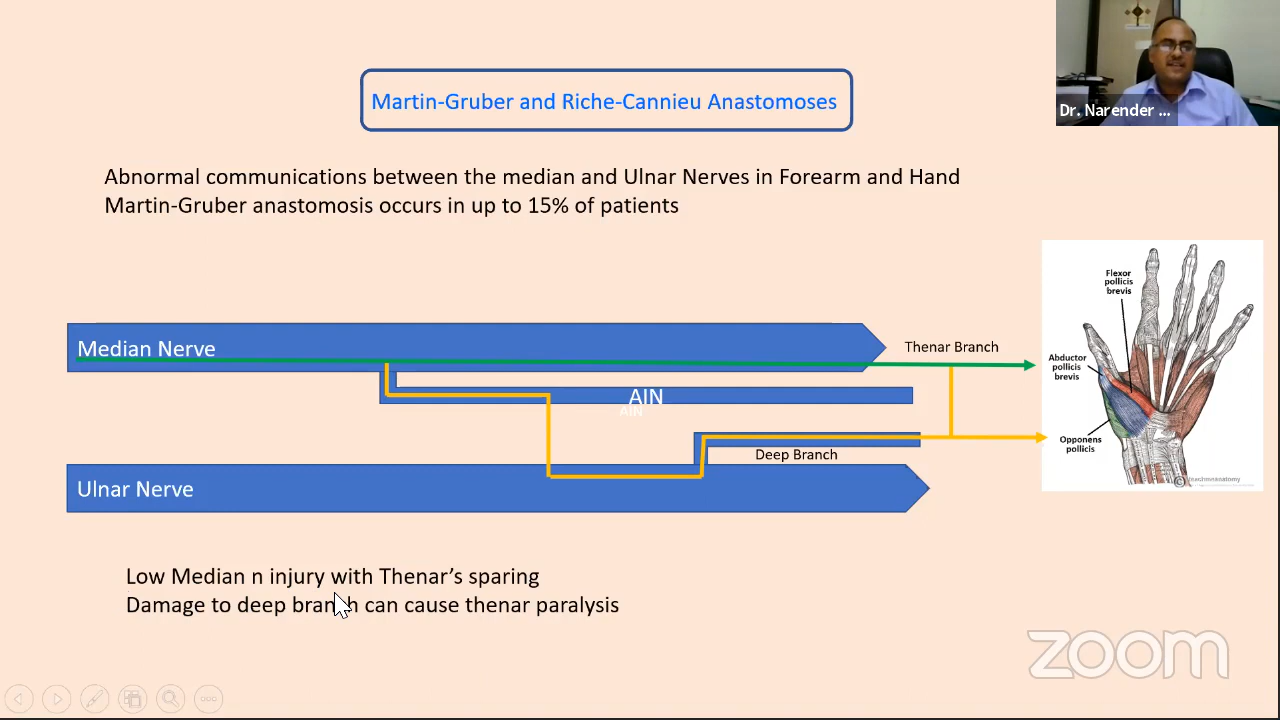 Martin-Gruber and Riche-Cannieu Anastomoses
Dr. Narender ...
Abnormal communications between the median and Ulnar Nerves in Forearm and Hand
Martin-Gruber anastomosis occurs in up to 15% of patients
Flexor
pollicis
brevis
Median Nerve
Thenar Branch
Abductor
pollicis
brevis
AIN
AIN
Opponens
pollicis
Deep Branch
Ulnar Nerve
Low Median n injury with Thenar's sparing
Damage to deep branch can cause thenar paralysis
zoom